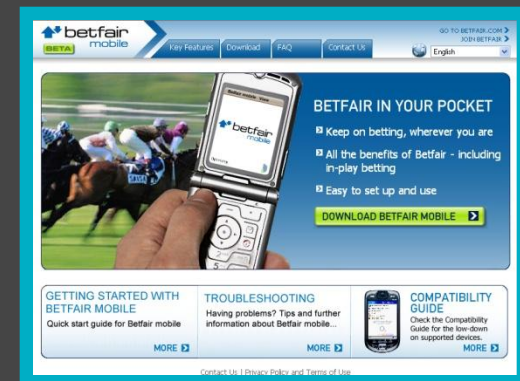 betfair
BETA mobile
Key Features Download FAQ Contact Us
GO TO BETFAIR.COM
JOIN BETFAIR
English
betfair
mobile
Options
BETFAIR IN YOUR POCKET
Keep on betting, wherever you are
All the benefits of Betfair - including
in-play betting
Easy to set up and use
DOWNLOAD BETFAIR MOBILE
GETTING STARTED WITH
BETFAIR MOBILE
Quick start guide for Betfair mobile
MORE
TROUBLESHOOTING
Having problems? Tips and further
information about Betfair mobile...
MORE
COMPATIBILITY
GUIDE
Check the Compatibility
Guide for the low-down
on supported devices.
MORE
Contact Us | Privacy Policy and Terms of Use